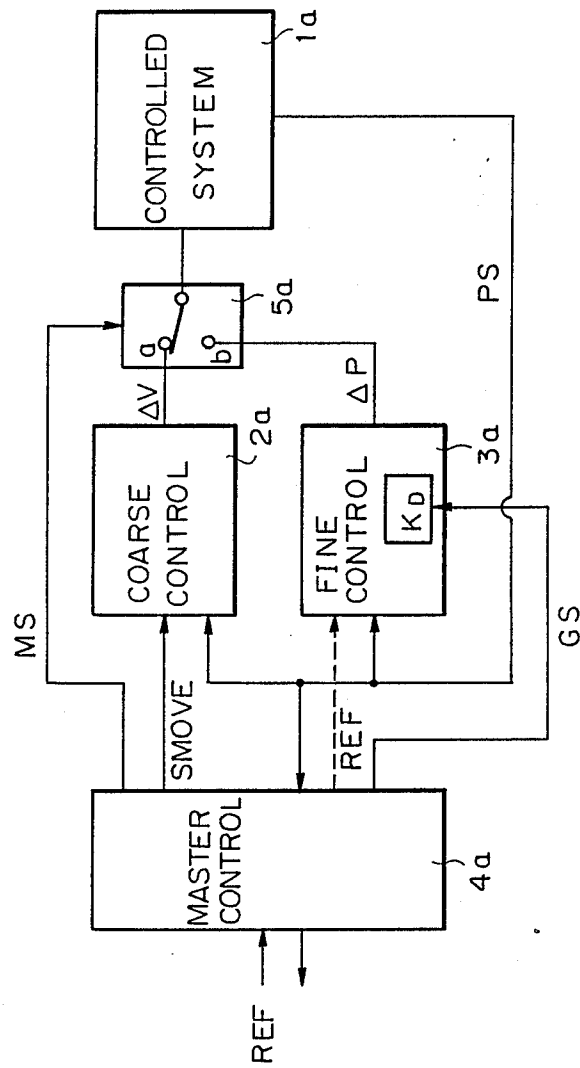 REF
MASTER
CONTROL
4a
MS
SMOVE
REF
GS
COARSE
CONTROL
2a
FINE
CONTROL
KD
3a
ΔV
ΔP
a
b
5a
PS
CONTROLLED
SYSTEM
1a